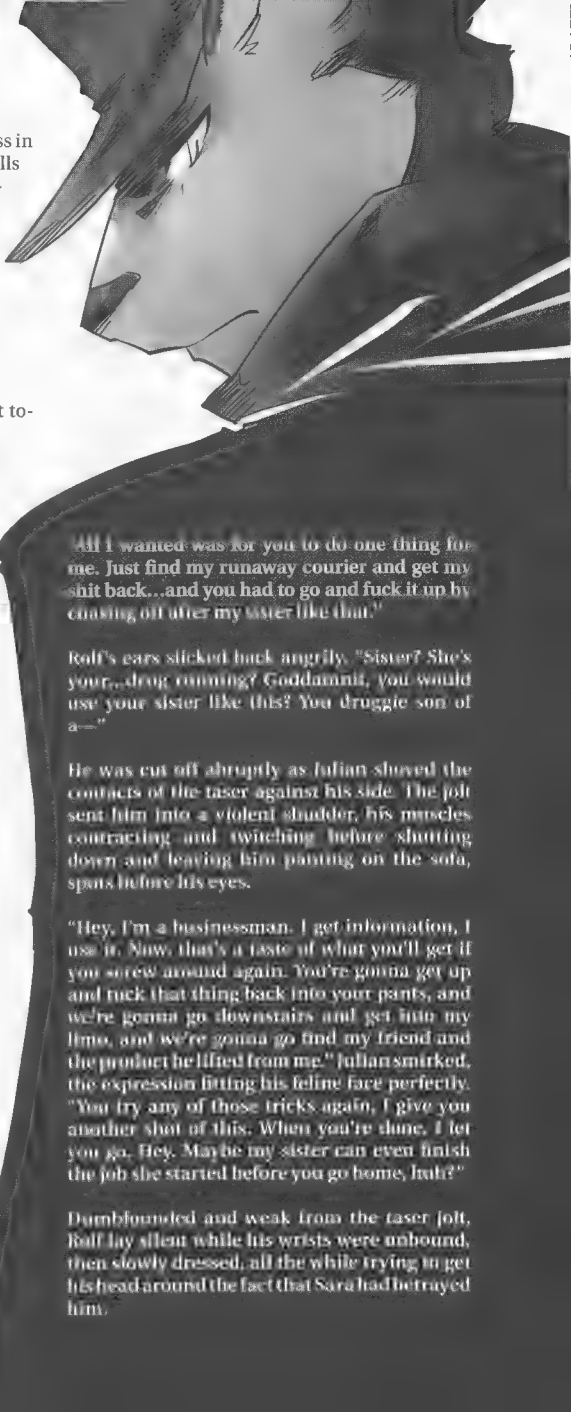 ss in
lls
t to-
"All I wanted was for you to do one thing for
me. Just find my runaway courier and get my
shit back…and you had to go and fuck it up by
chasing off after my sister like that."
Rolf's ears slicked back angrily. "Sister? She's
your...drug running? Goddamnit, you would
use your sister like this? You druggie son of
a—"
He was cut off abruptly as Julian shoved the
contacts of the taser against his side. The jolt
sent him into a violent shudder, his muscles
contracting and twitching before shutting
down and leaving him panting on the sofa,
spots before his eyes.
"Hey, I'm a businessman. I get information, I
use it. Now, that's a taste of what you'll get if
you screw around again. You're gonna get up
and tuck that thing back into your pants, and
we're gonna go downstairs and get into my
limo, and we're gonna go find my friend and
the product he lifted from me." Julian smirked,
the expression fitting his feline face perfectly.
"You try any of those tricks again, I give you
another shot of this. When you're done, I let
you go. Hey. Maybe my sister can even finish
the job she started before you go home, huh?"
Dumbfounded and weak from the taser jolt,
Rolf lay silent while his wrists were unbound,
then slowly dressed, all the while trying to get
his head around the fact that Sara had betrayed
him.